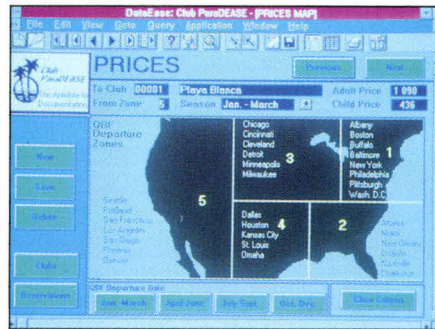 DataEase: Club ParaDEASE - [PRICES MAP]
File Edit View Goto Query Application Window Help
Club
ParaDEASE
PRICES
Previous
Next
To Club 00001 Playa Blanca Adult Price 1 090
From Zone 5 Season Jan. - March Child Price 436
QBF
Departure
Zones
New
Save
Delete
Clubs
Reservations
Chicago
Cincinnati
Cleveland
Detroit
Minneapolis
Milwaukee
3
Albany
Boston
Buffalo
Baltimore
New York
Philadelphia
Pittsburgh
Wash. D.C.
1
5
Seattle
San Francisco
Los Angeles
San Diego
Phoenix
Denver
Dallas
Houston
Kansas City
St. Louis
Omaha
4
2
Atlanta
Miami
New Orleans
Orlando
Nashville
QBF Departure Date
Jan.-March
April-June
July-Sept.
Oct.-Dec.